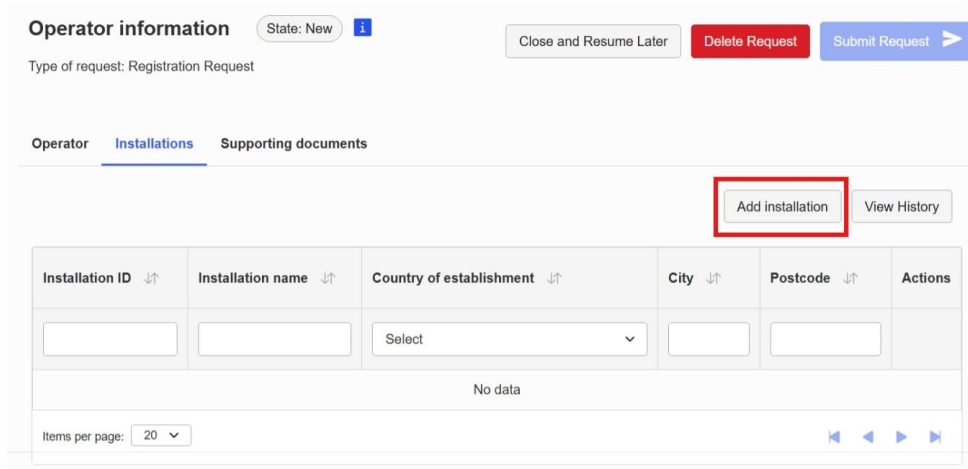 Operator information State: New i
Close and Resume Later Delete Request Submit Request
Type of request: Registration Request
Operator Installations Supporting documents
Add installation View History
Installation ID Installation name Country of establishment City Postcode Actions
Select
No data
Items per page: 20